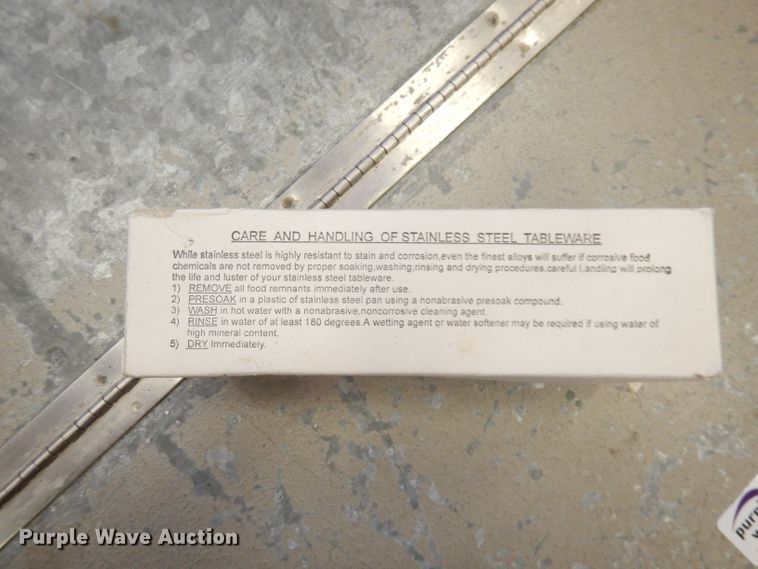 CARE AND HANDLING OF STAINLESS STEEL TABLEWARE
While stainless steel is highly resistant to stain and corrosion,even the finest alloys will suffer if corrosive food
chemicals are not removed by proper soaking,washing,rinsing and drying procedures.careful handling will prolong
the life and luster of your stainless steel tableware.
1) REMOVE all food remnants immediately after use.
2) PRESOAK in a plastic of stainless steel pan using a nonabrasive presoak compound.
3) WASH in hot water with a nonabrasive,noncorrosive cleaning agent.
4) RINSE in water of at least 180 degrees.A wetting agent or water softener may be required if using water of
high mineral content.
5) DRY Immediately.
Purple Wave Auction